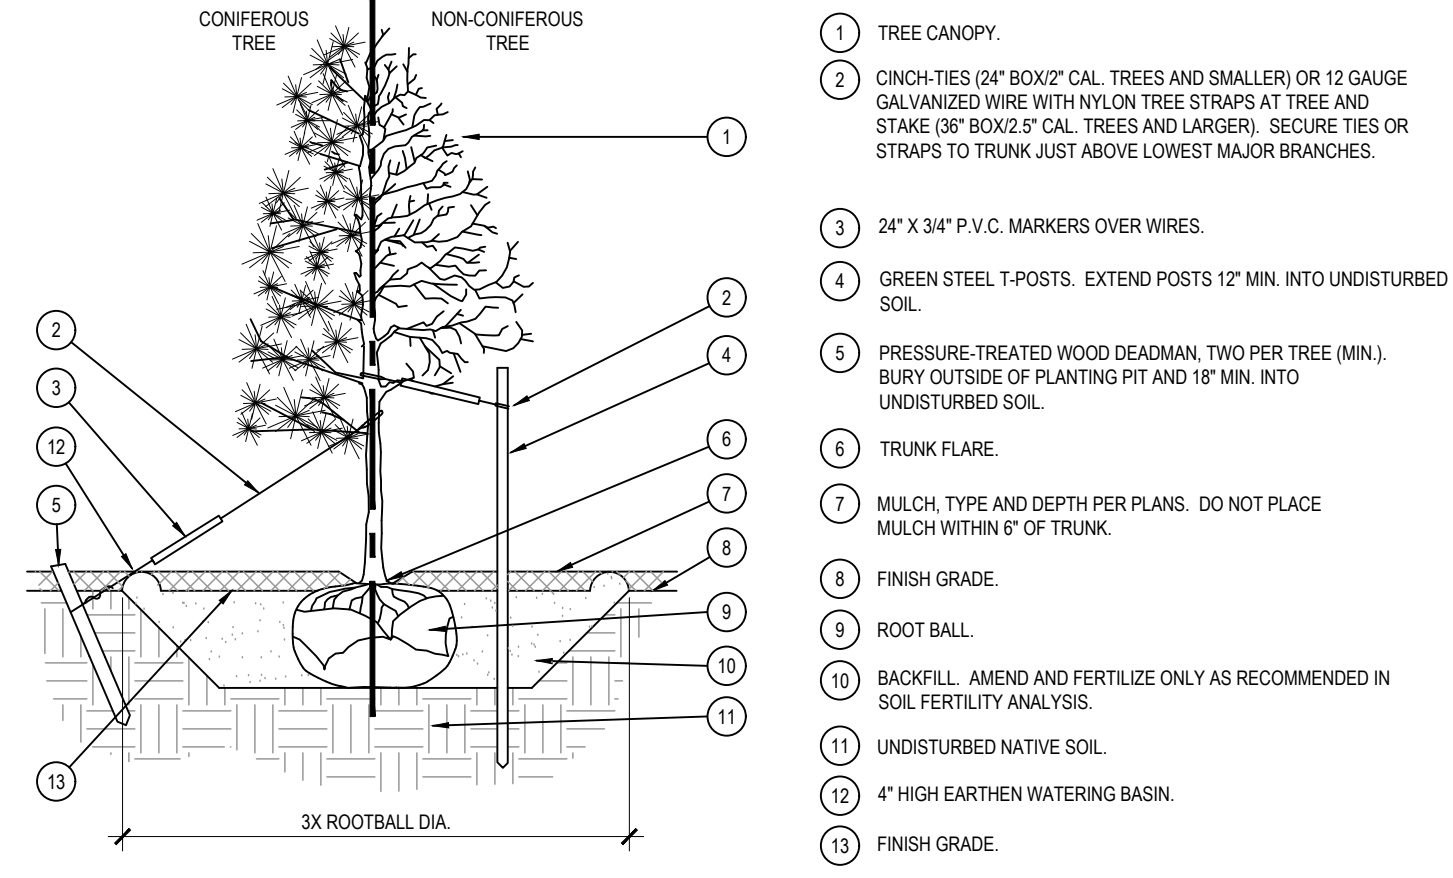 CONIFEROUS
TREE
NON-CONIFEROUS
TREE
1
2
4
6
7
8
9
10
11
2
3
12
5
13
3X ROOTBALL DIA.
1 TREE CANOPY.
2 CINCH-TIES (24" BOX/2" CAL. TREES AND SMALLER) OR 12 GAUGE
GALVANIZED WIRE WITH NYLON TREE STRAPS AT TREE AND
STAKE (36" BOX/2.5" CAL. TREES AND LARGER). SECURE TIES OR
STRAPS TO TRUNK JUST ABOVE LOWEST MAJOR BRANCHES.
3 24" X 3/4" P.V.C. MARKERS OVER WIRES.
4 GREEN STEEL T-POSTS. EXTEND POSTS 12" MIN. INTO UNDISTURBED
SOIL.
5 PRESSURE-TREATED WOOD DEADMAN, TWO PER TREE (MIN.).
BURY OUTSIDE OF PLANTING PIT AND 18" MIN. INTO
UNDISTURBED SOIL.
6 TRUNK FLARE.
7 MULCH, TYPE AND DEPTH PER PLANS. DO NOT PLACE
MULCH WITHIN 6" OF TRUNK.
8 FINISH GRADE.
9 ROOT BALL.
10 BACKFILL. AMEND AND FERTILIZE ONLY AS RECOMMENDED IN
SOIL FERTILITY ANALYSIS.
11 UNDISTURBED NATIVE SOIL.
12 4" HIGH EARTHEN WATERING BASIN.
13 FINISH GRADE.